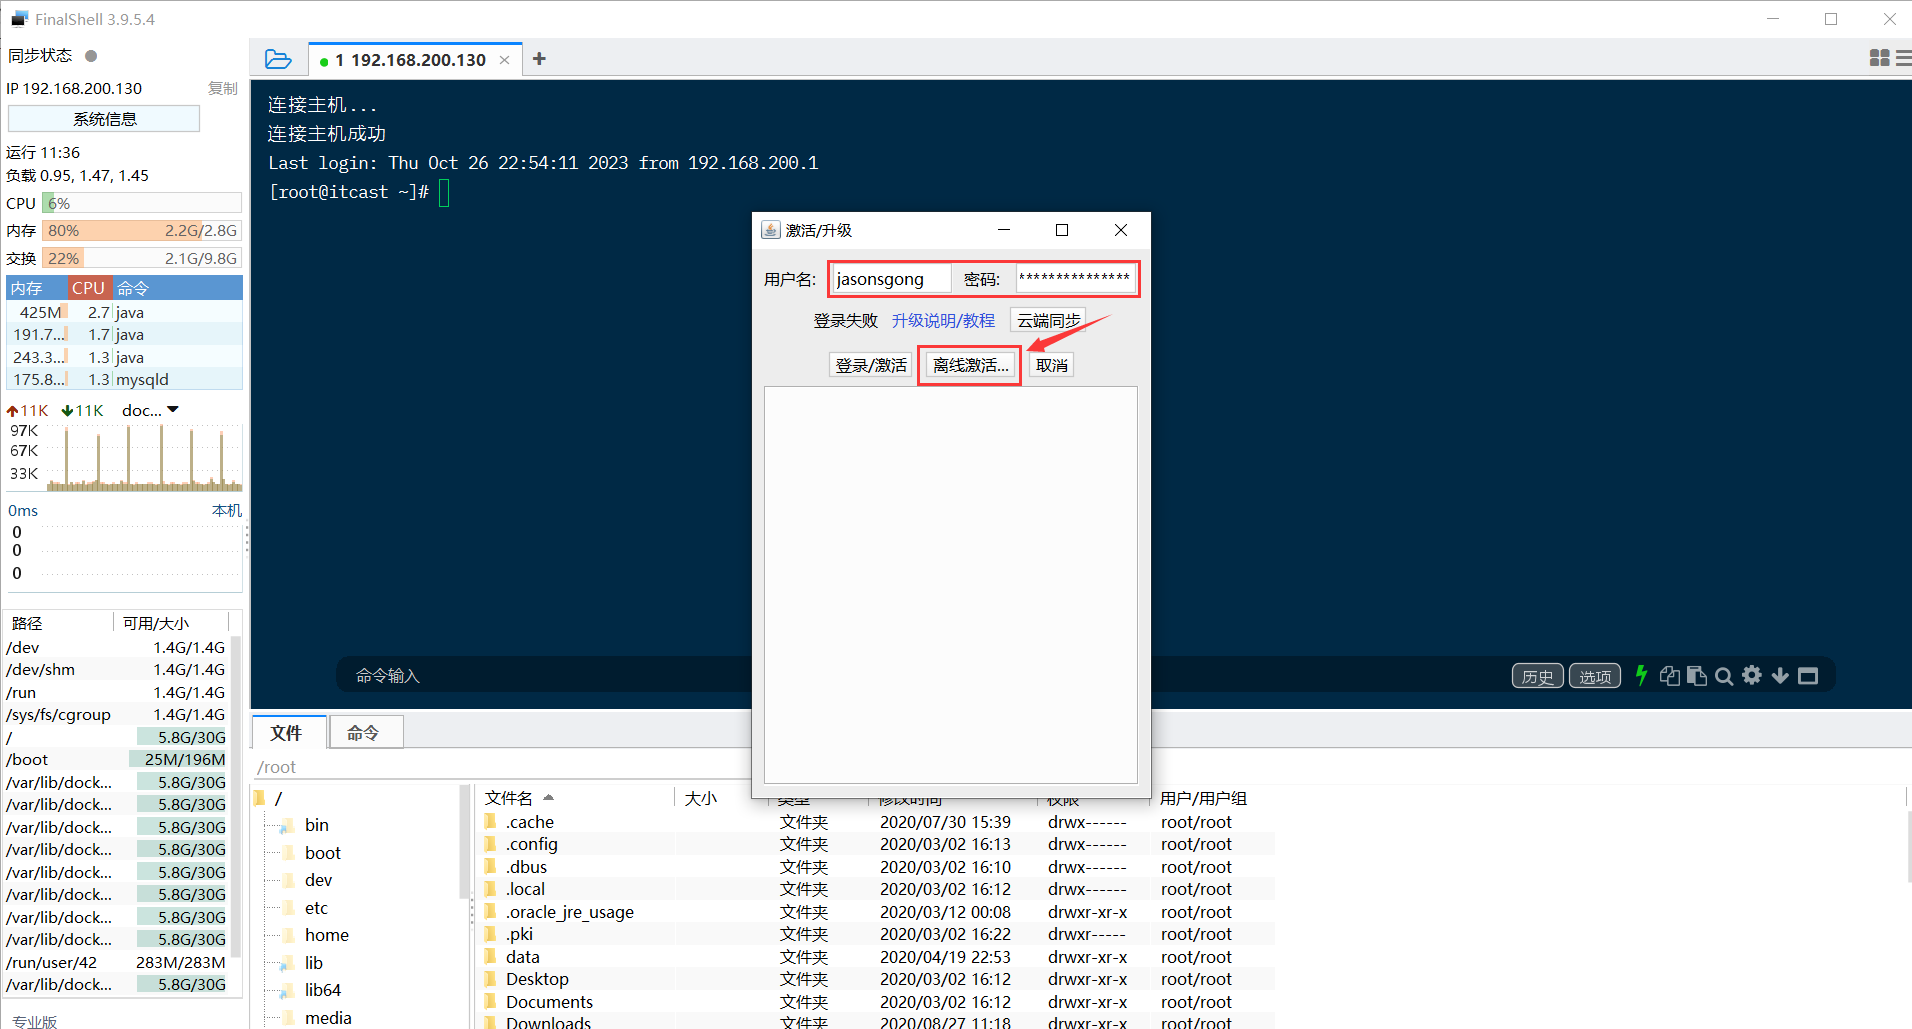 FinalShell 3.9.5.4
同步状态
IP 192.168.200.130 复制
系统信息
运行 11:36
负载 0.95, 1.47, 1.45
CPU 6%
内存 80% 2.2G/2.8G
交换 22% 2.1G/9.8G
内存 CPU 命令
425M 2.7 java
191.7... 1.7 java
243.3... 1.3 java
175.8... 1.3 mysqld
11K 11K doc...
97K
67K
33K
0ms 本机
0
0
0
路径 可用/大小
/dev 1.4G/1.4G
/dev/shm 1.4G/1.4G
/run 1.4G/1.4G
/sys/fs/cgroup 1.4G/1.4G
/ 5.8G/30G
/boot 25M/196M
/var/lib/dock... 5.8G/30G
/var/lib/dock... 5.8G/30G
/var/lib/dock... 5.8G/30G
/var/lib/dock... 5.8G/30G
/var/lib/dock... 5.8G/30G
/var/lib/dock... 5.8G/30G
/var/lib/dock... 5.8G/30G
/var/lib/dock... 5.8G/30G
/run/user/42 283M/283M
/var/lib/dock... 5.8G/30G
专业版
1 192.168.200.130
连接主机...
连接主机成功
Last login: Thu Oct 26 22:54:11 2023 from 192.168.200.1
[root@itcast ~]#
激活/升级
用户名: jasonsgong 密码: ***************
登录失败 升级说明/教程 云端同步
登录/激活 离线激活... 取消
命令输入 历史 选项
文件 命令
/root
/
bin
boot
dev
etc
home
lib
lib64
media
文件名 大小 类型 修改时间 权限 用户/用户组
.cache 文件夹 2020/07/30 15:39 drwx------ root/root
.config 文件夹 2020/03/02 16:13 drwx------ root/root
.dbus 文件夹 2020/03/02 16:10 drwx------ root/root
.local 文件夹 2020/03/02 16:12 drwx------ root/root
.oracle_jre_usage 文件夹 2020/03/12 00:08 drwxr-xr-x root/root
.pki 文件夹 2020/03/02 16:22 drwxr----- root/root
data 文件夹 2020/04/19 22:53 drwxr-xr-x root/root
Desktop 文件夹 2020/03/02 16:12 drwxr-xr-x root/root
Documents 文件夹 2020/03/02 16:12 drwxr-xr-x root/root
Downloads 文件夹 2020/08/27 11:18 drwxr-xr-x root/root